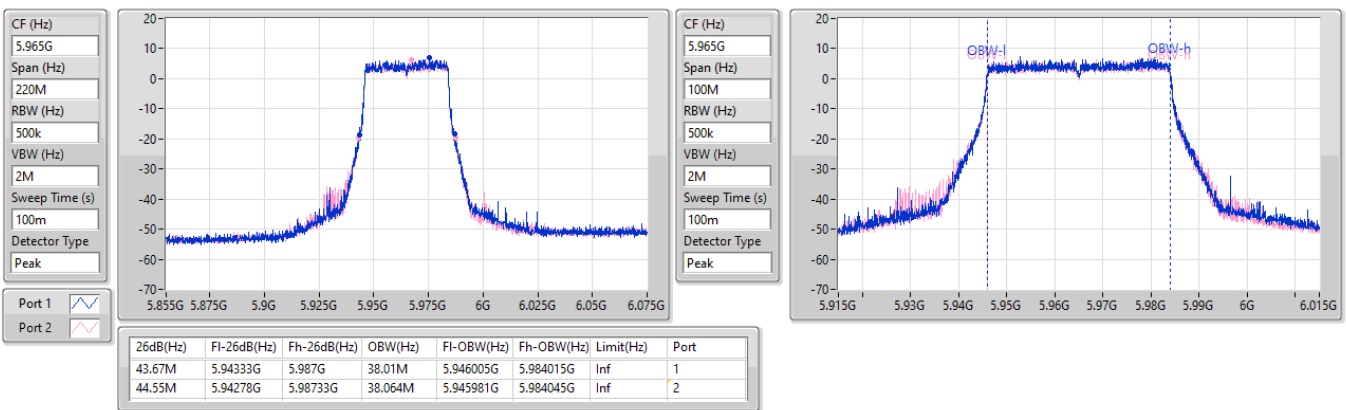 CF (Hz)
5.965G
Span (Hz)
220M
RBW (Hz)
500k
VBW (Hz)
2M
Sweep Time (s)
100m
Detector Type
Peak
Port 1
Port 2
20
10
0
-10
-20
-30
-40
-50
-60
-70
5.855G 5.875G 5.9G 5.925G 5.95G 5.975G 6G 6.025G 6.05G 6.075G
CF (Hz)
5.965G
Span (Hz)
100M
RBW (Hz)
500k
VBW (Hz)
2M
Sweep Time (s)
100m
Detector Type
Peak
20
10
0
-10
-20
-30
-40
-50
-60
-70
OBW-l OBW-h
5.915G 5.93G 5.94G 5.95G 5.96G 5.97G 5.98G 5.99G 6G 6.015G
26dB(Hz) Fl-26dB(Hz) Fh-26dB(Hz) OBW(Hz) Fl-OBW(Hz) Fh-OBW(Hz) Limit(Hz) Port
43.67M 5.94333G 5.987G 38.01M 5.946005G 5.984015G Inf 1
44.55M 5.94278G 5.98733G 38.064M 5.945981G 5.984045G Inf 2